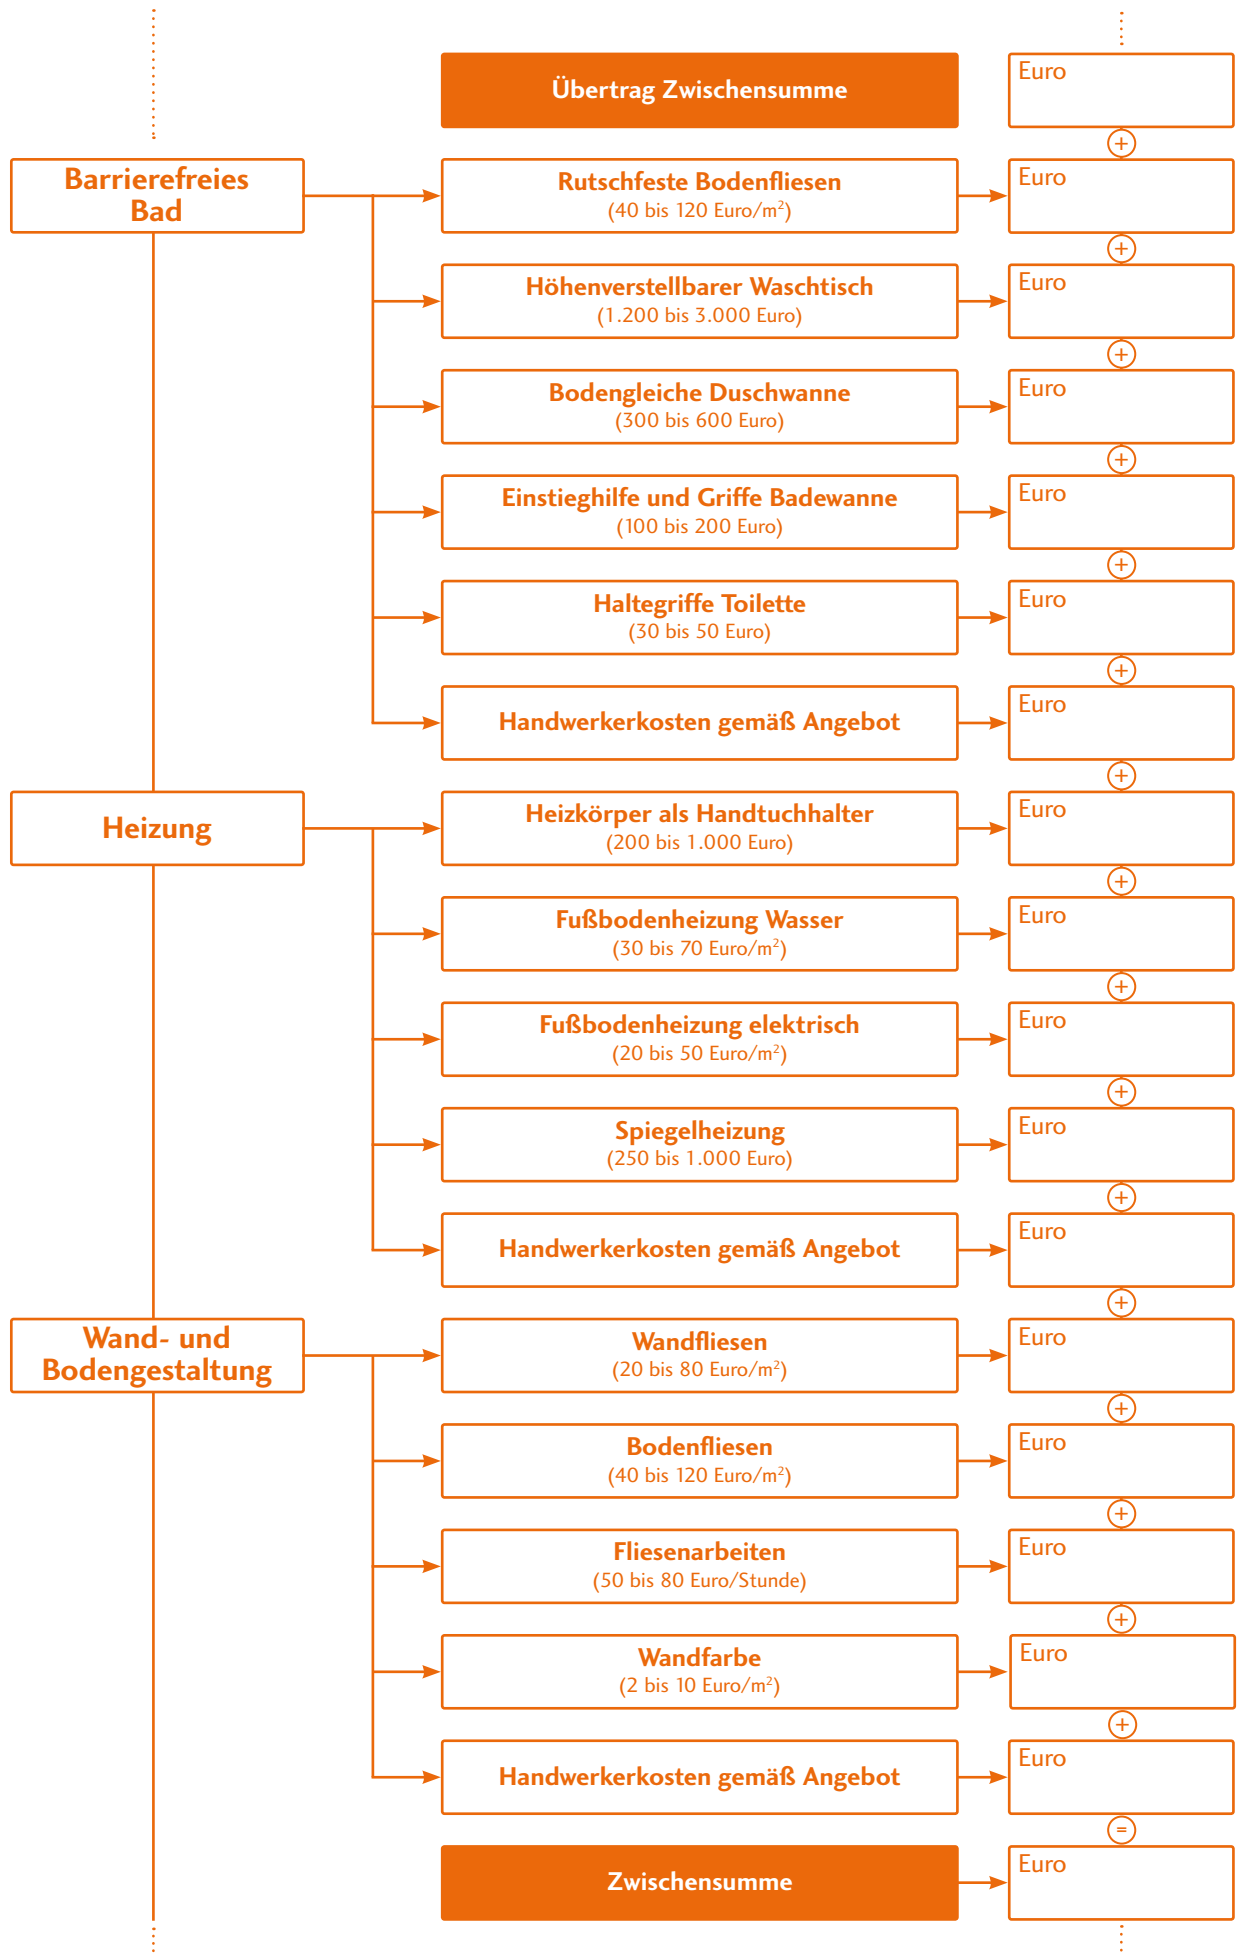 Übertrag Zwischensumme
Euro
+
Barrierefreies
Bad
Rutschfeste Bodenfliesen
(40 bis 120 Euro/m²)
Euro
+
Höhenverstellbarer Waschtisch
(1.200 bis 3.000 Euro)
Euro
+
Bodengleiche Duschwanne
(300 bis 600 Euro)
Euro
+
Einstieghilfe und Griffe Badewanne
(100 bis 200 Euro)
Euro
+
Haltegriffe Toilette
(30 bis 50 Euro)
Euro
+
Handwerkerkosten gemäß Angebot
Euro
+
Heizung
Heizkörper als Handtuchhalter
(200 bis 1.000 Euro)
Euro
+
Fußbodenheizung Wasser
(30 bis 70 Euro/m²)
Euro
+
Fußbodenheizung elektrisch
(20 bis 50 Euro/m²)
Euro
+
Spiegelheizung
(250 bis 1.000 Euro)
Euro
+
Handwerkerkosten gemäß Angebot
Euro
+
Wand- und
Bodengestaltung
Wandfliesen
(20 bis 80 Euro/m²)
Euro
+
Bodenfliesen
(40 bis 120 Euro/m²)
Euro
+
Fliesenarbeiten
(50 bis 80 Euro/Stunde)
Euro
+
Wandfarbe
(2 bis 10 Euro/m²)
Euro
+
Handwerkerkosten gemäß Angebot
Euro
=
Zwischensumme
Euro